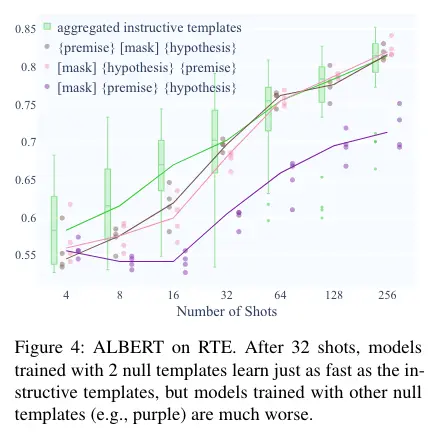 0.85
0.8
0.75
0.7
0.65
0.6
0.55
aggregated instructive templates
{premise} [mask] {hypothesis}
[mask] {hypothesis} {premise}
[mask] {premise} {hypothesis}
4 8 16 32 64 128 256
Number of Shots
Figure 4: ALBERT on RTE. After 32 shots, models
trained with 2 null templates learn just as fast as the in-
structive templates, but models trained with other null
templates (e.g., purple) are much worse.